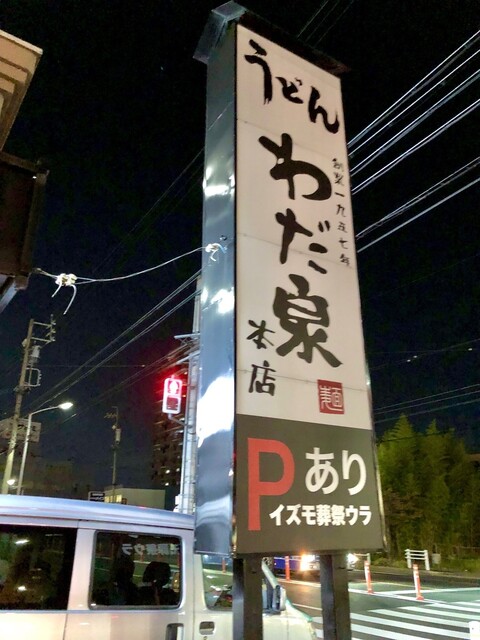 うどん
わだ泉
創業一九五七年
本店
麺
Pあり
イズモ葬祭ウラ